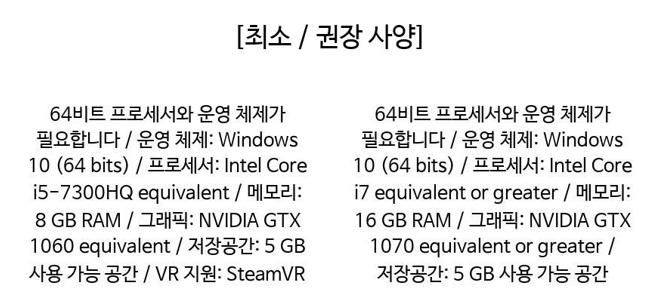 [최소 / 권장 사양]
64비트 프로세서와 운영 체제가
필요합니다 / 운영 체제: Windows
10 (64 bits) / 프로세서: Intel Core
i5-7300HQ equivalent / 메모리:
8 GB RAM / 그래픽: NVIDIA GTX
1060 equivalent / 저장공간: 5 GB
사용 가능 공간 / VR 지원: SteamVR
64비트 프로세서와 운영 체제가
필요합니다 / 운영 체제: Windows
10 (64 bits) / 프로세서: Intel Core
i7 equivalent or greater / 메모리:
16 GB RAM / 그래픽: NVIDIA GTX
1070 equivalent or greater /
저장공간: 5 GB 사용 가능 공간